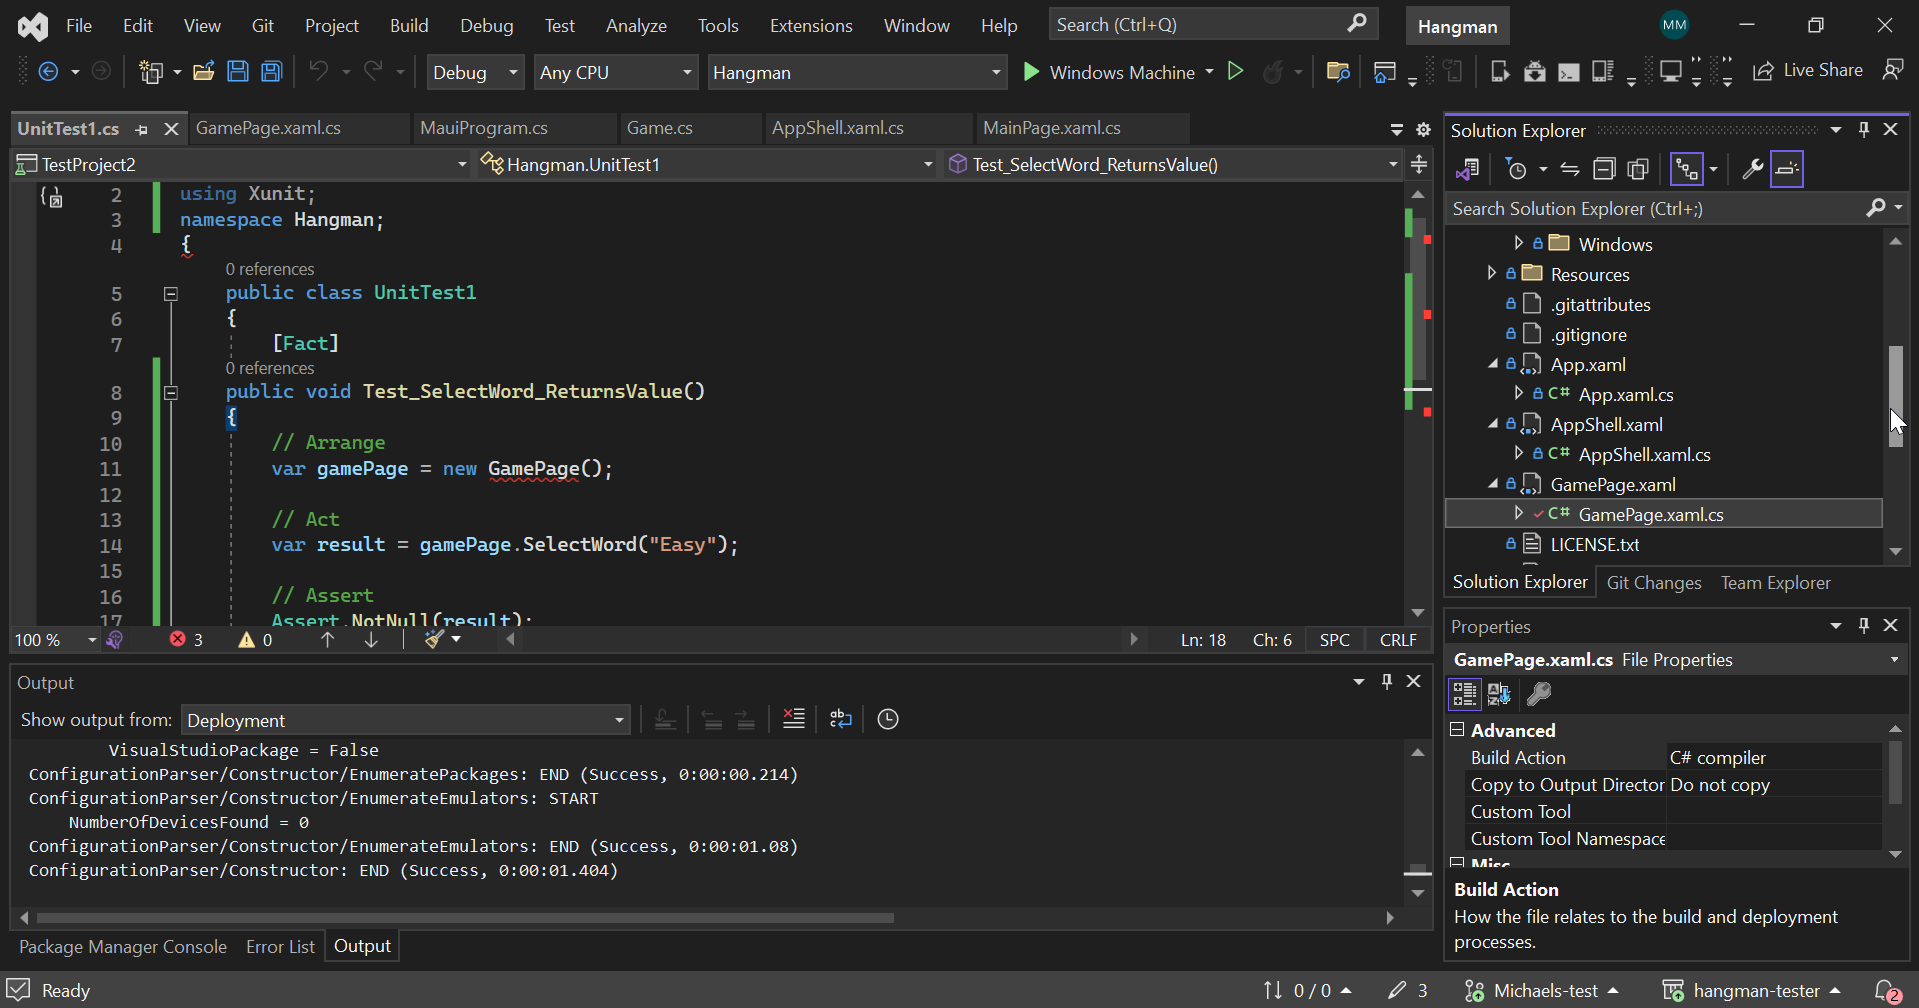 File Edit View Git Project Build Debug Test Analyze Tools Extensions Window Help Search (Ctrl+Q) Hangman MM
Debug Any CPU Hangman Windows Machine Live Share
UnitTest1.cs GamePage.xaml.cs MauiProgram.cs Game.cs AppShell.xaml.cs MainPage.xaml.cs
TestProject2 Hangman.UnitTest1 Test_SelectWord_ReturnsValue()
2 using Xunit;
3 namespace Hangman;
4 {
0 references
5 public class UnitTest1
6 {
7 [Fact]
0 references
8 public void Test_SelectWord_ReturnsValue()
9 {
10 // Arrange
11 var gamePage = new GamePage();
12
13 // Act
14 var result = gamePage.SelectWord("Easy");
15
16 // Assert
17 Assert.NotNull(result);
100 % 3 0 Ln: 18 Ch: 6 SPC CRLF
Output
Show output from: Deployment
VisualStudioPackage = False
ConfigurationParser/Constructor/EnumeratePackages: END (Success, 0:00:00.214)
ConfigurationParser/Constructor/EnumerateEmulators: START
NumberOfDevicesFound = 0
ConfigurationParser/Constructor/EnumerateEmulators: END (Success, 0:00:01.08)
ConfigurationParser/Constructor: END (Success, 0:00:01.404)
Package Manager Console Error List Output
Solution Explorer
Search Solution Explorer (Ctrl+;)
Windows
Resources
.gitattributes
.gitignore
App.xaml
C# App.xaml.cs
AppShell.xaml
C# AppShell.xaml.cs
GamePage.xaml
C# GamePage.xaml.cs
LICENSE.txt
Solution Explorer Git Changes Team Explorer
Properties
GamePage.xaml.cs File Properties
Advanced
Build Action C# compiler
Copy to Output Director Do not copy
Custom Tool
Custom Tool Namespace
Misc
Build Action
How the file relates to the build and deployment
processes.
Ready 0 / 0 3 Michaels-test hangman-tester 2